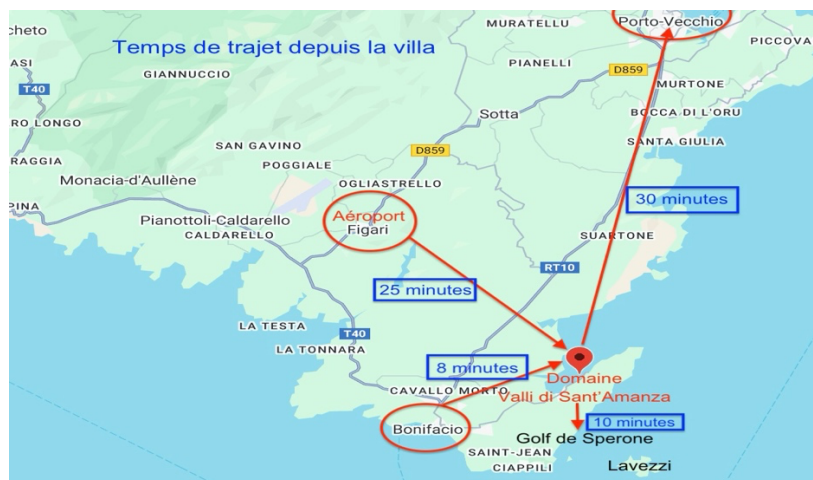 cheto
MURATELLU
Porto-Vecchio
Temps de trajet depuis la villa
PICCOVA
ASI
GIANNUCCIO
PIANELLI
D859
T40
MURTONE
RO LONGO
Sotta
BOCCA DI L'ORU
SAN GAVINO
D859
SANTA GIULIA
RAGGIA
POGGIALE
Monacia-d'Aullène
OGLIASTRELLO
30 minutes
PINA
Pianottoli-Caldarello
Aéroport
Figari
CALDARELLO
SUARTONE
RT10
25 minutes
LA TESTA
T40
LA TONNARA
8 minutes
Domaine
CAVALLO MORTO
Valli di Sant'Amanza
Bonifacio
10 minutes
Golf de Sperone
SAINT-JEAN
CIAPPILI
Lavezzi